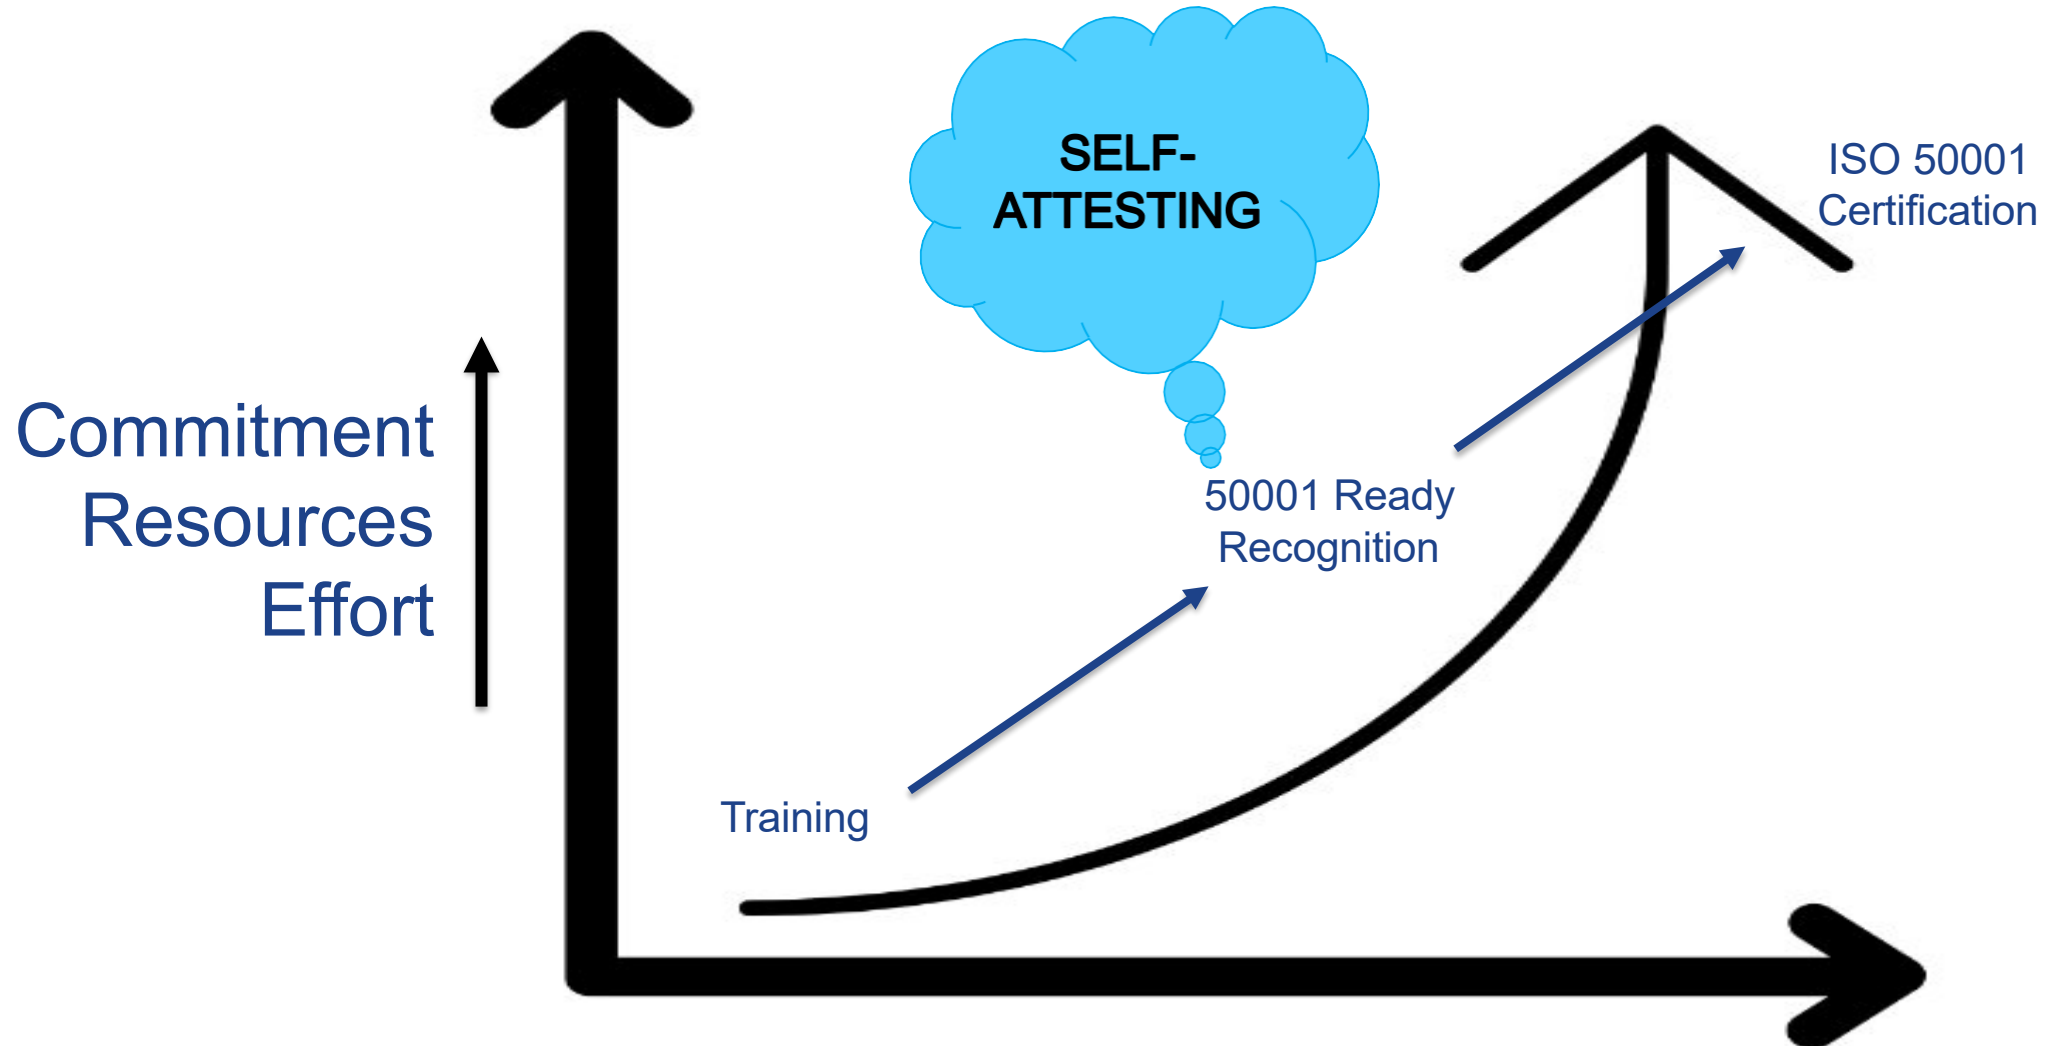 SELF-
ATTESTING
ISO 50001
Certification
Commitment
Resources
Effort
50001 Ready
Recognition
Training